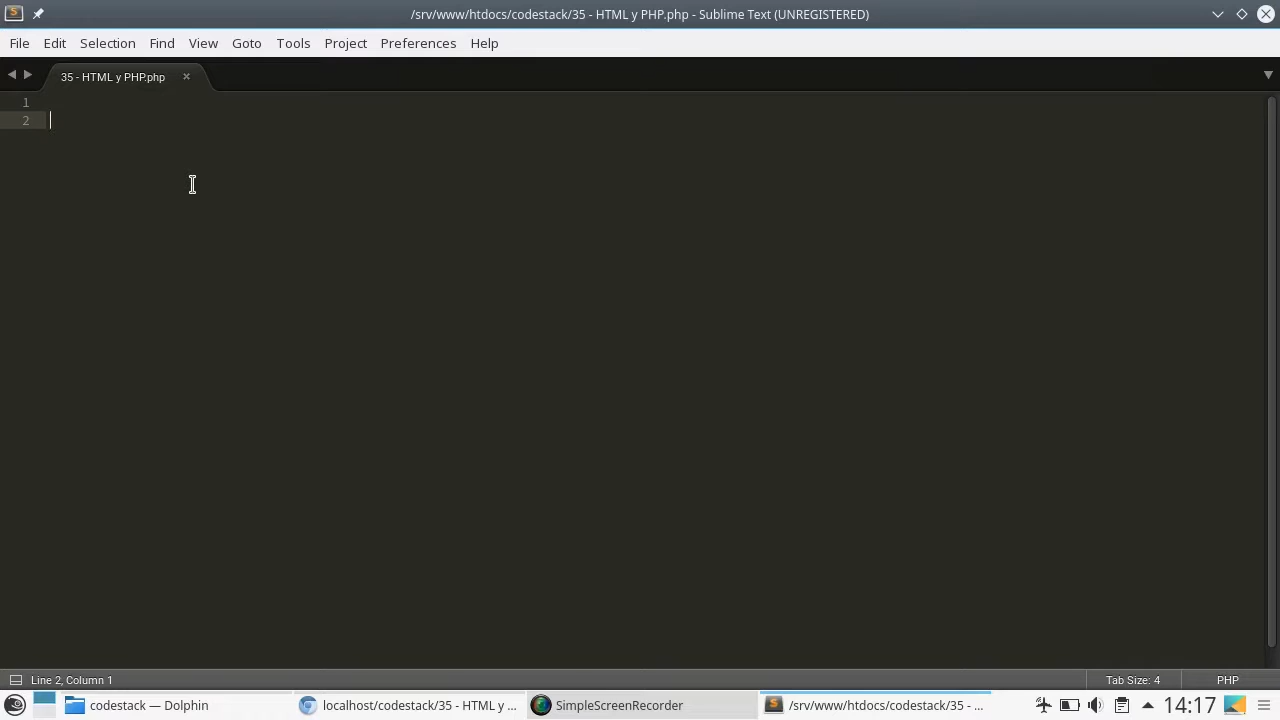 /srv/www/htdocs/codestack/35 - HTML y PHP.php - Sublime Text (UNREGISTERED)
File Edit Selection Find View Goto Tools Project Preferences Help
35 - HTML y PHP.php
1
2
Line 2, Column 1 Tab Size: 4 PHP
codestack — Dolphin localhost/codestack/35 - HTML y ... SimpleScreenRecorder /srv/www/htdocs/codestack/35 - ... 14:17